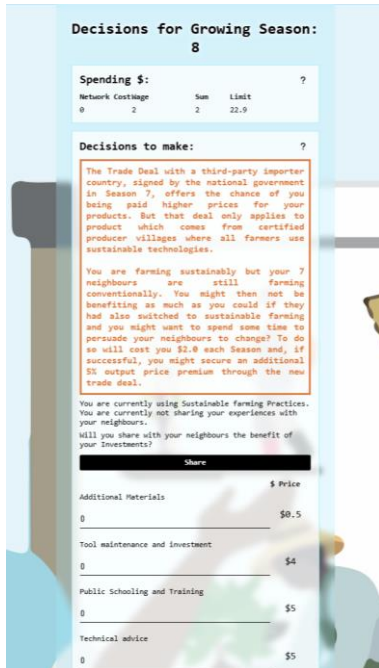 Decisions for Growing Season:
8
Spending $: ?
Network Cost Wage Sum Limit
0 2 2 22.9
Decisions to make: ?
The Trade Deal with a third-party importer
country, signed by the national government
in Season 7, offers the chance of you
being paid higher prices for your
products. But that deal only applies to
product which comes from certified
producer villages where all farmers use
sustainable technologies.
You are farming sustainably but your 7
neighbours are still farming
conventionally. You might then not be
benefiting as much as you could if they
had also switched to sustainable farming
and you might want to spend some time to
persuade your neighbours to change? To do
so will cost you $2.0 each Season and, if
successful, you might secure an additional
5% output price premium through the new
trade deal.
You are currently using Sustainable farming Practices.
You are currently not sharing your experiences with
your neighbours.
Will you share with your neighbours the benefit of
your Investments?
Share
$ Price
Additional Materials
0 $0.5
Tool maintenance and investment
0 $4
Public Schooling and Training
0 $5
Technical advice
0 $5